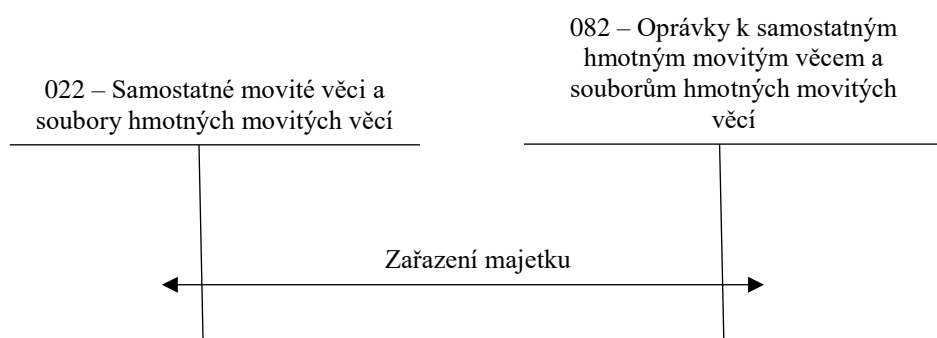 022 – Samostatné movité věci a
soubory hmotných movitých věcí
082 – Oprávky k samostatným
hmotným movitým věcem a
souborům hmotných movitých
věcí
Zařazení majetku